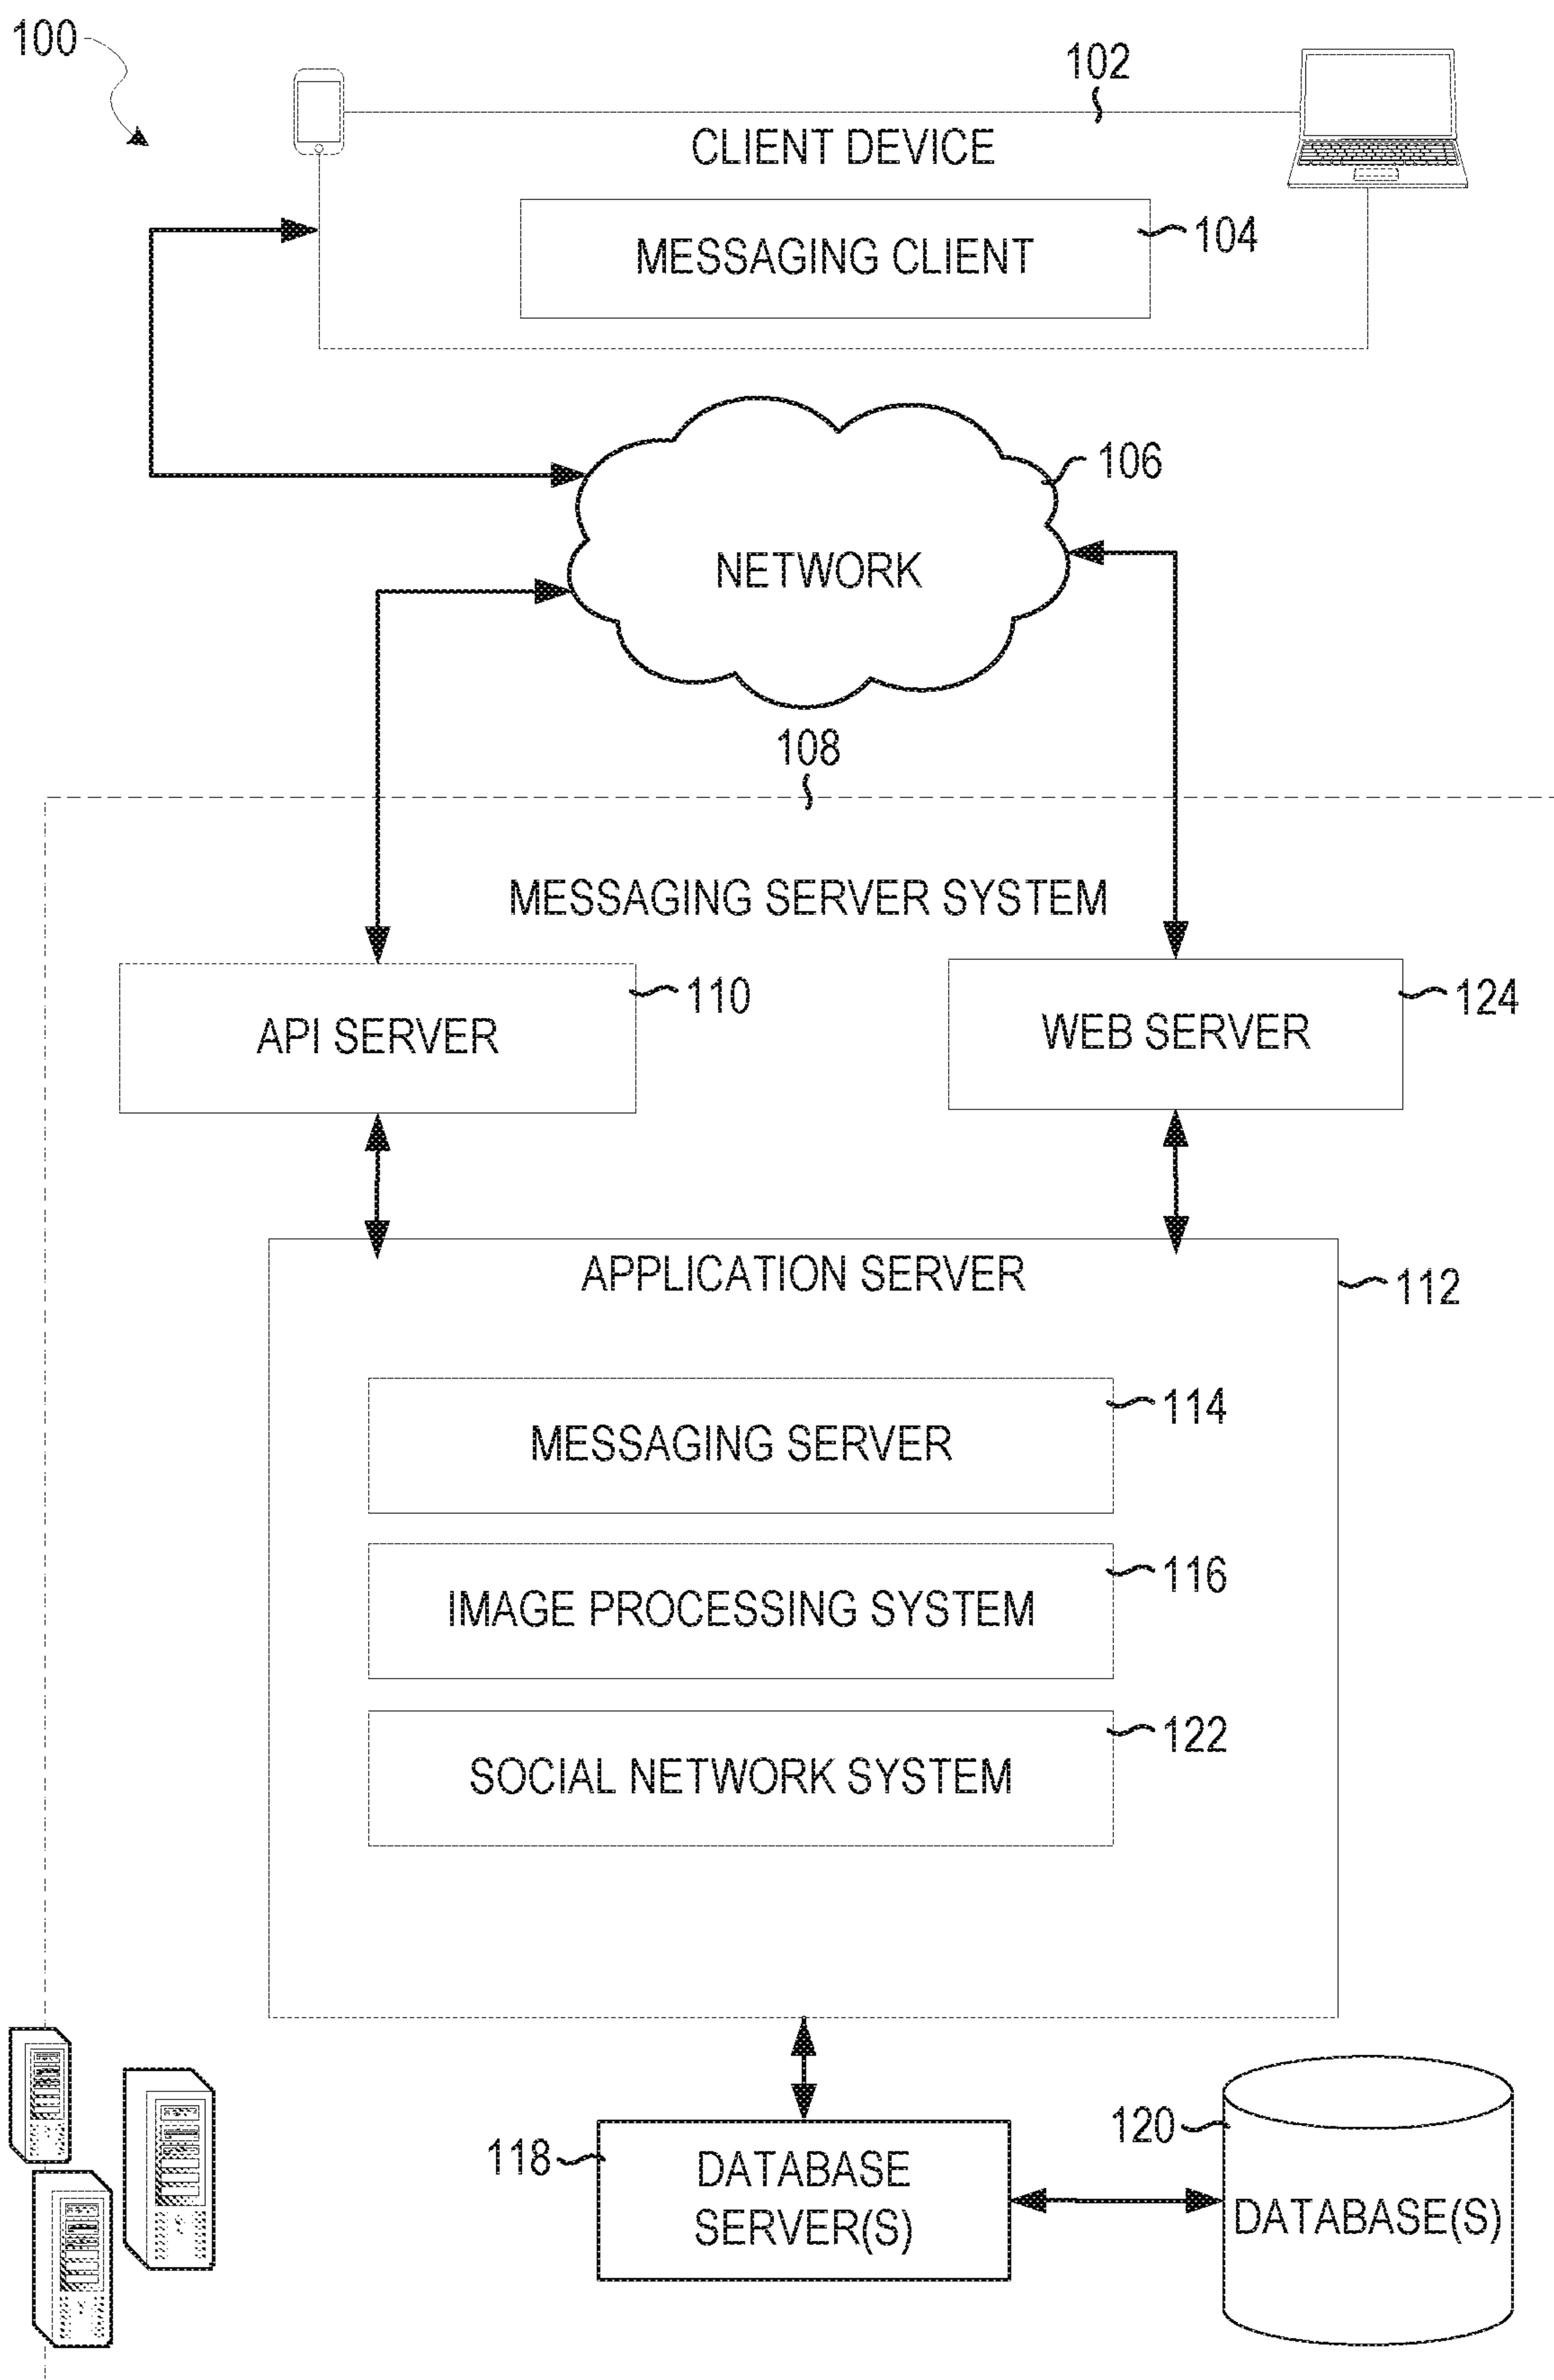 100
102
CLIENT DEVICE
MESSAGING CLIENT
104
106
NETWORK
108
MESSAGING SERVER SYSTEM
API SERVER
110
WEB SERVER
124
APPLICATION SERVER
112
MESSAGING SERVER
114
IMAGE PROCESSING SYSTEM
116
SOCIAL NETWORK SYSTEM
122
118
DATABASE
SERVER(S)
120
DATABASE(S)